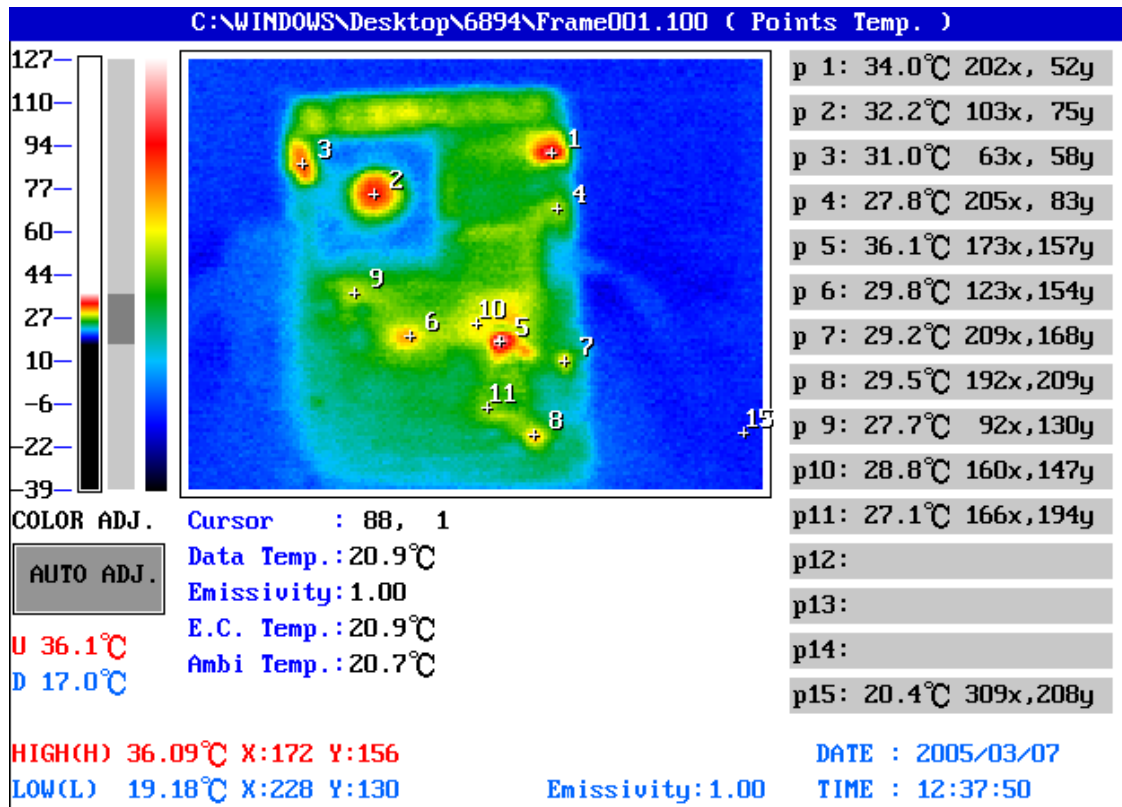 C:\WINDOWS\Desktop\6894\Frame001.100 ( Points Temp. )
127
110
94
77
60
44
27
10
-6
-22
-39
1
3
2
4
9
10
6
5
7
11
8
15
p 1: 34.0℃ 202x, 52y
p 2: 32.2℃ 103x, 75y
p 3: 31.0℃ 63x, 58y
p 4: 27.8℃ 205x, 83y
p 5: 36.1℃ 173x,157y
p 6: 29.8℃ 123x,154y
p 7: 29.2℃ 209x,168y
p 8: 29.5℃ 192x,209y
p 9: 27.7℃ 92x,130y
p10: 28.8℃ 160x,147y
p11: 27.1℃ 166x,194y
p12:
p13:
p14:
p15: 20.4℃ 309x,208y
COLOR ADJ.
AUTO ADJ.
U 36.1℃
D 17.0℃
Cursor : 88, 1
Data Temp.:20.9℃
Emissivity:1.00
E.C. Temp.:20.9℃
Ambi Temp.:20.7℃
HIGH(H) 36.09℃ X:172 Y:156
LOW(L) 19.18℃ X:228 Y:130
Emissivity:1.00
DATE : 2005/03/07
TIME : 12:37:50